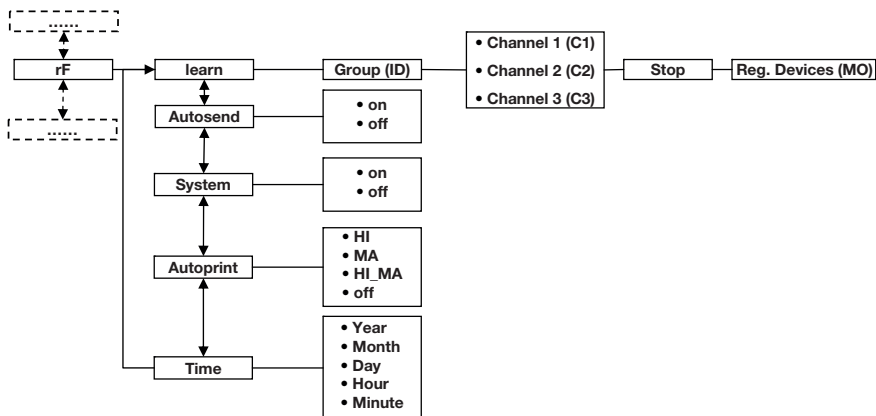 ......
rF
......
learn
Group (ID)
• Channel 1 (C1)
• Channel 2 (C2)
• Channel 3 (C3)
Stop
Reg. Devices (MO)
Autosend
• on
• off
System
• on
• off
Autoprint
• HI
• MA
• HI_MA
• off
Time
• Year
• Month
• Day
• Hour
• Minute